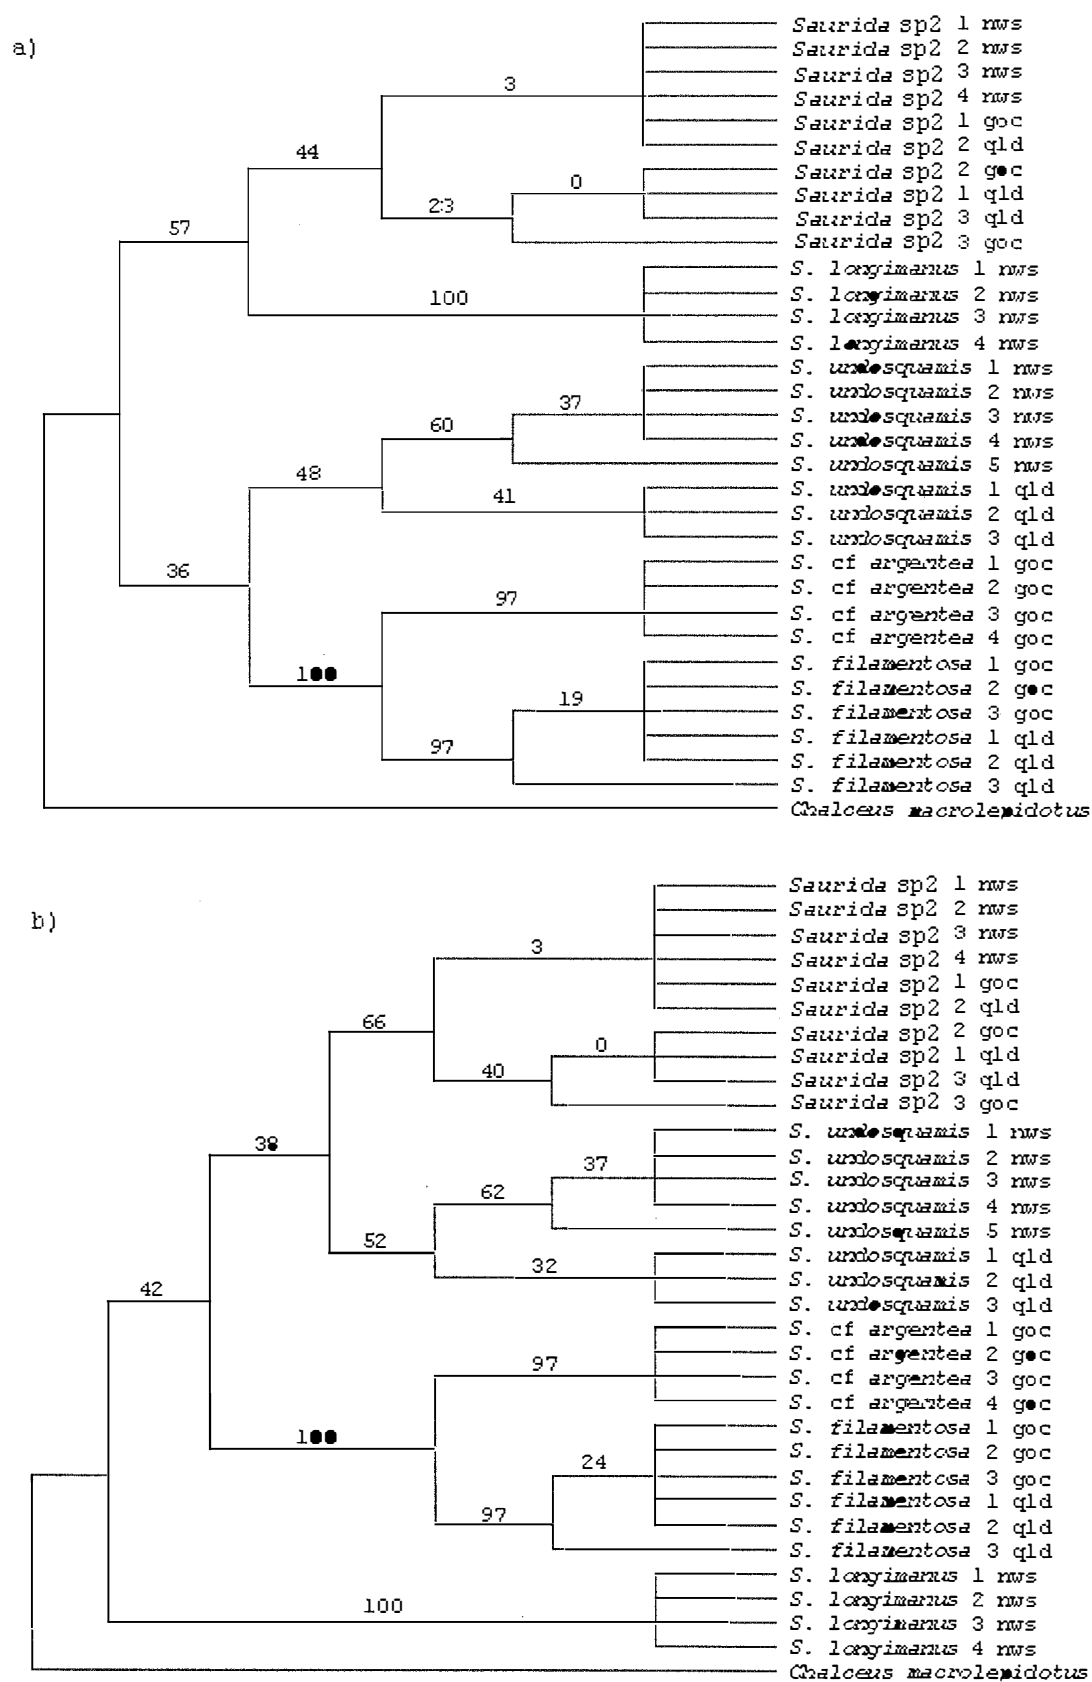 a)
Saurida sp2 1 nws
Saurida sp2 2 nws
3
Saurida sp2 3 nws
Saurida sp2 4 nws
Saurida sp2 1 goc
44
Saurida sp2 2 qld
Saurida sp2 2 goc
0
Saurida sp2 1 qld
23
Saurida sp2 3 qld
57
Saurida sp2 3 goc
S. longimanus 1 nws
100
S. longimanus 2 nws
S. longimanus 3 nws
S. longimanus 4 nws
S. undosquamis 1 nws
S. undosquamis 2 nws
37
S. undosquamis 3 nws
60
S. undosquamis 4 nws
S. undosquamis 5 nws
48
S. undosquamis 1 qld
41
S. undosquamis 2 qld
S. undosquamis 3 qld
36
S. cf argentea 1 goc
S. cf argentea 2 goc
97
S. cf argentea 3 goc
S. cf argentea 4 goc
100
S. filamentosa 1 goc
S. filamentosa 2 goc
19
S. filamentosa 3 goc
S. filamentosa 1 qld
97
S. filamentosa 2 qld
S. filamentosa 3 qld
Chalceus macrolepidotus
b)
Saurida sp2 1 nws
Saurida sp2 2 nws
Saurida sp2 3 nws
3
Saurida sp2 4 nws
Saurida sp2 1 goc
Saurida sp2 2 qld
66
Saurida sp2 2 goc
0
Saurida sp2 1 qld
40
Saurida sp2 3 qld
Saurida sp2 3 goc
S. undosquamis 1 nws
38
S. undosquamis 2 nws
37
S. undosquamis 3 nws
62
S. undosquamis 4 nws
S. undosquamis 5 nws
52
S. undosquamis 1 qld
32
S. undosquamis 2 qld
42
S. undosquamis 3 qld
S. cf argentea 1 goc
S. cf argentea 2 goc
97
S. cf argentea 3 goc
S. cf argentea 4 goc
S. filamentosa 1 goc
100
S. filamentosa 2 goc
24
S. filamentosa 3 goc
S. filamentosa 1 qld
97
S. filamentosa 2 qld
S. filamentosa 3 qld
S. longimanus 1 nws
S. longimanus 2 nws
100
S. longimanus 3 nws
S. longimanus 4 nws
Chalceus macrolepidotus